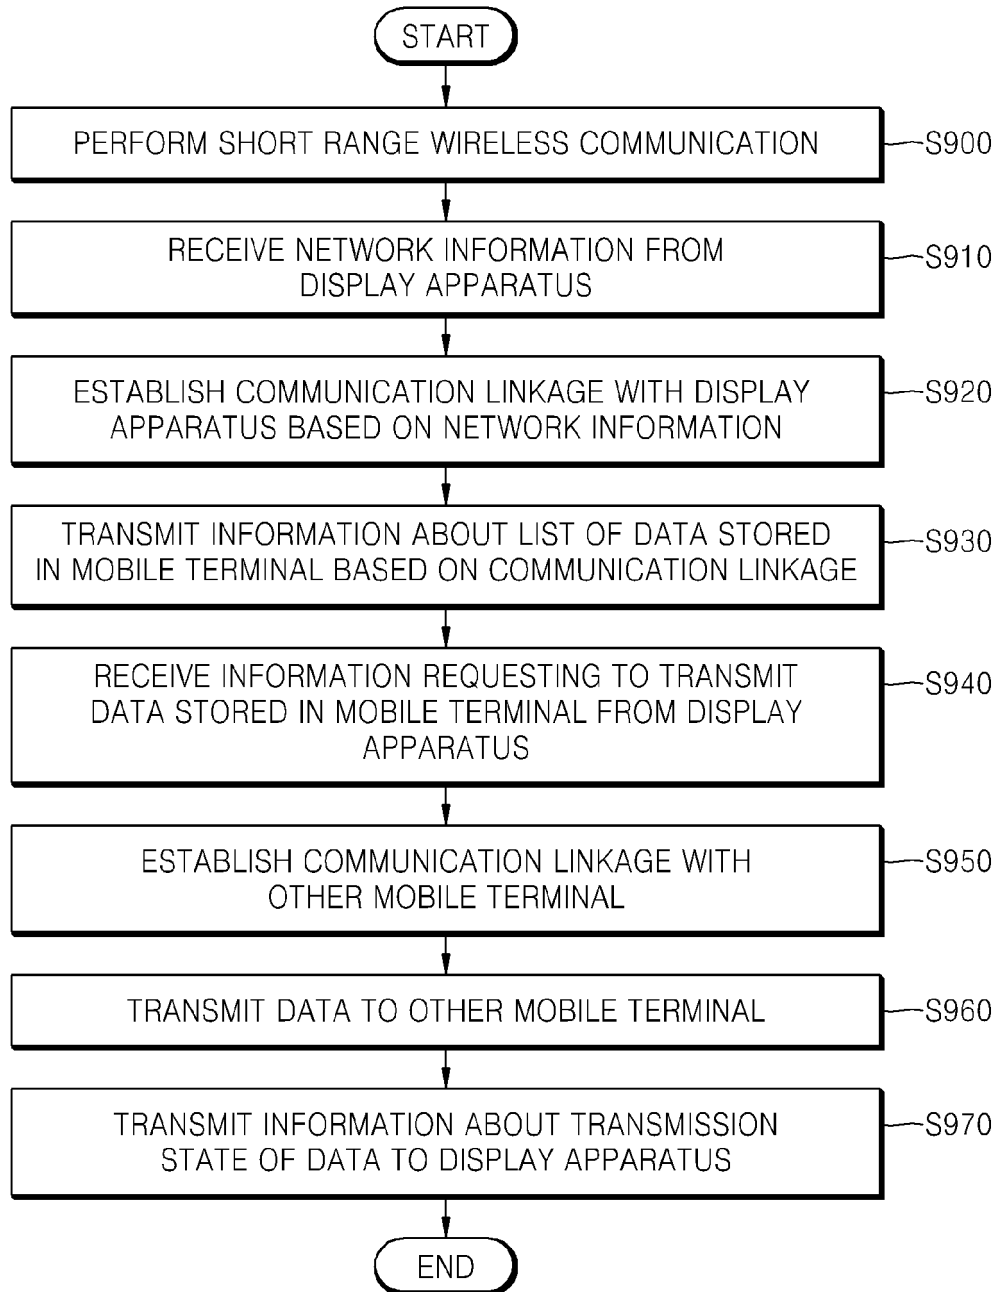 START
PERFORM SHORT RANGE WIRELESS COMMUNICATION
S900
RECEIVE NETWORK INFORMATION FROM
DISPLAY APPARATUS
S910
ESTABLISH COMMUNICATION LINKAGE WITH DISPLAY
APPARATUS BASED ON NETWORK INFORMATION
S920
TRANSMIT INFORMATION ABOUT LIST OF DATA STORED
IN MOBILE TERMINAL BASED ON COMMUNICATION LINKAGE
S930
RECEIVE INFORMATION REQUESTING TO TRANSMIT
DATA STORED IN MOBILE TERMINAL FROM DISPLAY
APPARATUS
S940
ESTABLISH COMMUNICATION LINKAGE WITH
OTHER MOBILE TERMINAL
S950
TRANSMIT DATA TO OTHER MOBILE TERMINAL
S960
TRANSMIT INFORMATION ABOUT TRANSMISSION
STATE OF DATA TO DISPLAY APPARATUS
S970
END